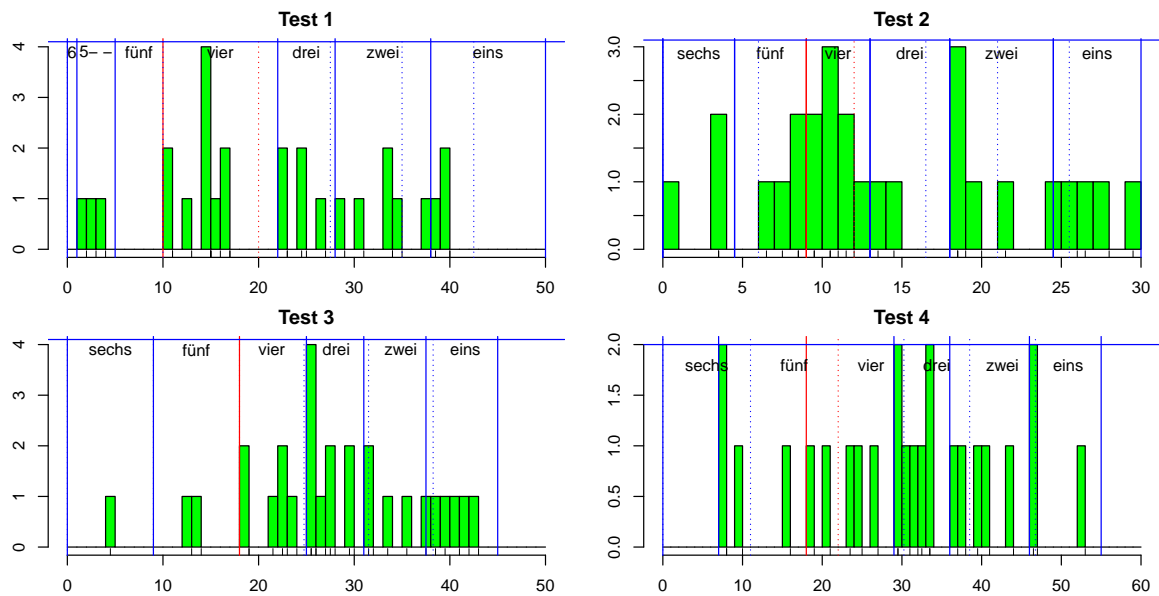 Test 1
4
3
2
1
0
6 5– – fünf vier drei zwei eins
0 10 20 30 40 50
Test 2
3.0
2.0
1.0
0.0
sechs fünf vier drei zwei eins
0 5 10 15 20 30
Test 3
4
3
2
1
0
sechs fünf vier drei zwei eins
0 10 20 30 40 50
Test 4
2.0
1.5
1.0
0.5
0.0
sechs fünf vier drei zwei eins
0 10 20 30 40 50 60